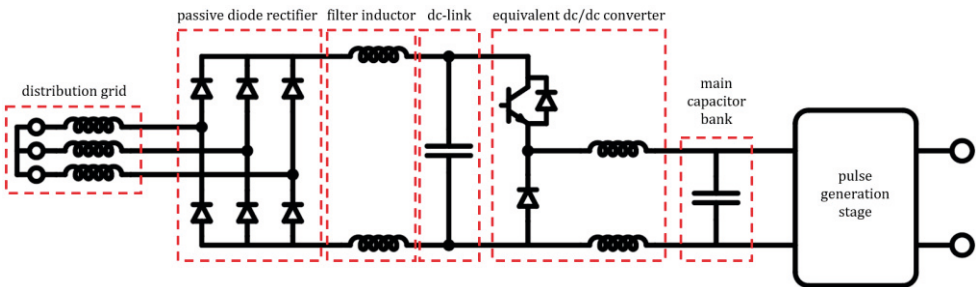 passive diode rectifier
filter inductor
dc-link
equivalent dc/dc converter
distribution grid
main
capacitor
bank
pulse
generation
stage